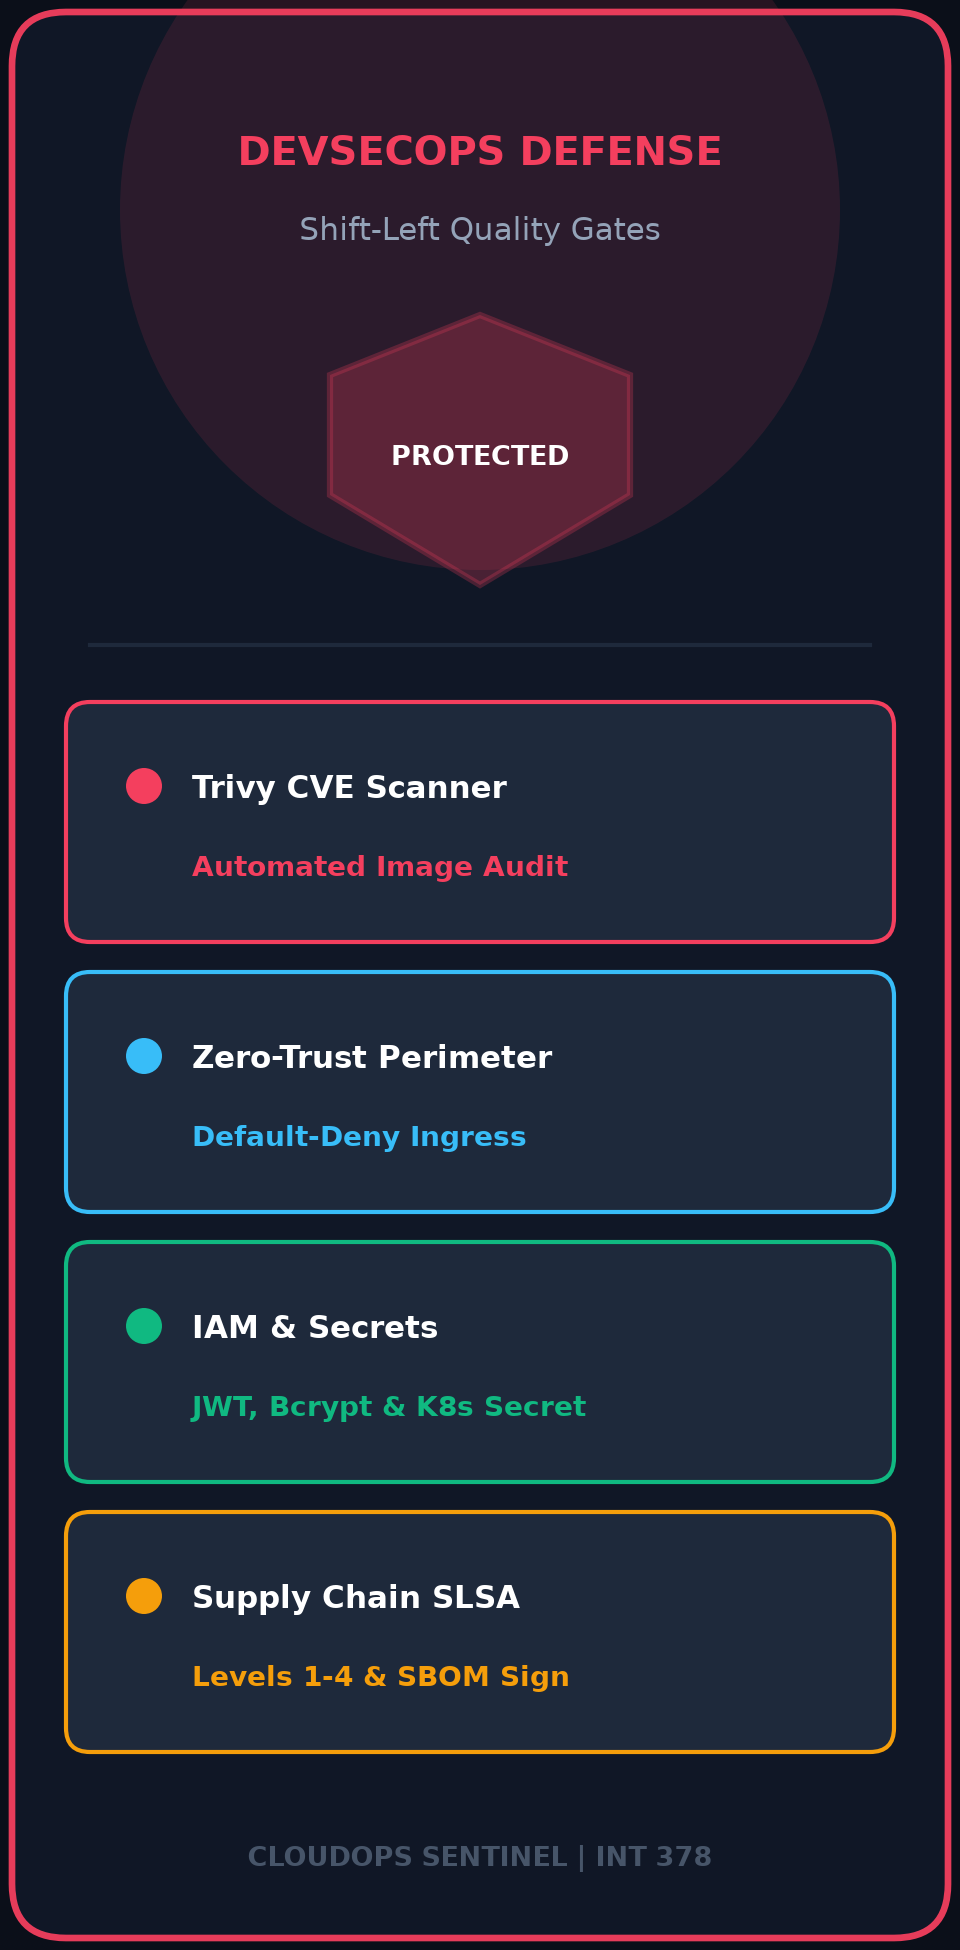 DEVSECOPS DEFENSE
Shift-Left Quality Gates
PROTECTED
Trivy CVE Scanner
Automated Image Audit
Zero-Trust Perimeter
Default-Deny Ingress
IAM & Secrets
JWT, Bcrypt & K8s Secret
Supply Chain SLSA
Levels 1-4 & SBOM Sign
CLOUDOPS SENTINEL | INT 378